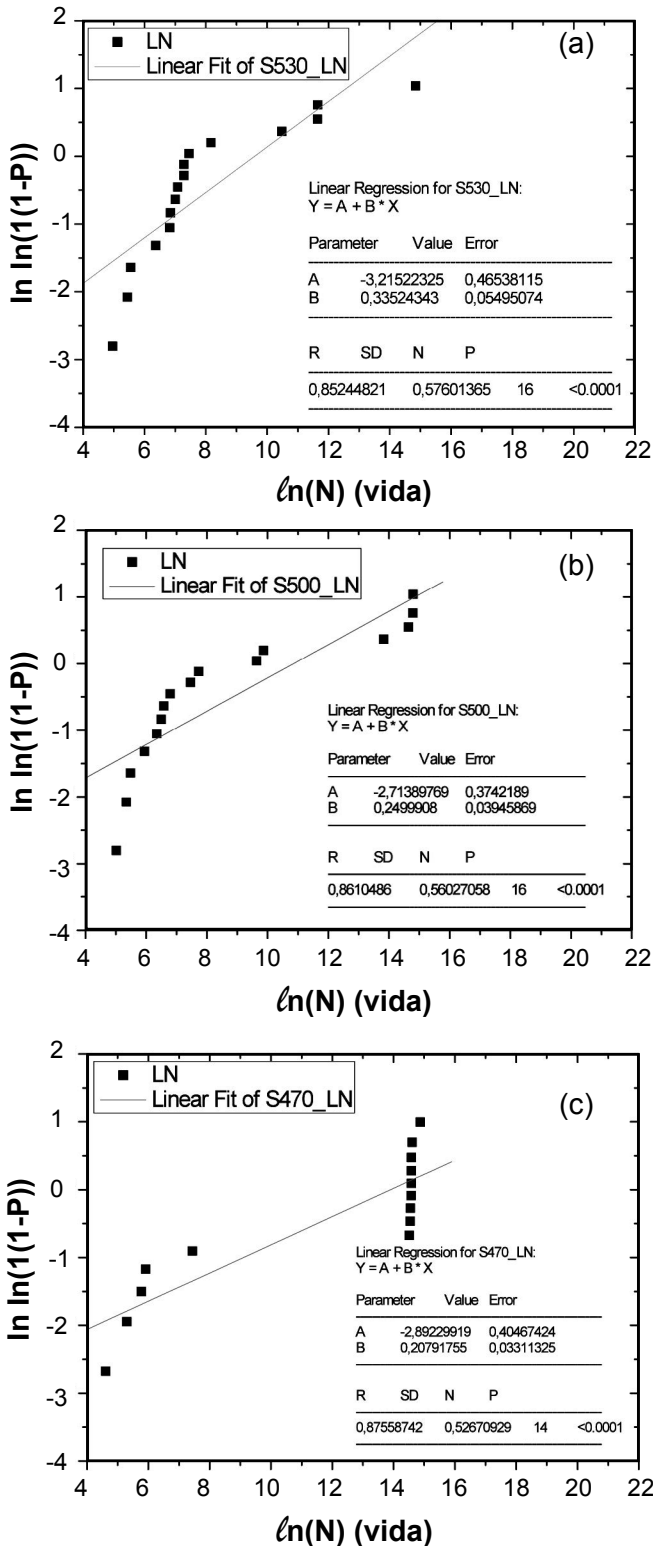 2
LN
Linear Fit of S530_LN
(a)
1
0
-1
-2
-3
-4
ln ln(1(1-P))
Linear Regression for S530_LN:
Y = A + B * X
Parameter Value Error
A -3,21522325 0,46538115
B 0,33524343 0,05495074
R SD N P
0,85244821 0,57601365 16 <0.0001
4 6 8 10 12 14 16 18 20 22
ℓn(N) (vida)
2
LN
Linear Fit of S500_LN
(b)
1
0
-1
-2
-3
-4
ln ln(1(1-P))
Linear Regression for S500_LN:
Y = A + B * X
Parameter Value Error
A -2,71389769 0,3742189
B 0,2499908 0,03945869
R SD N P
0,8610486 0,56027058 16 <0.0001
4 6 8 10 12 14 16 18 20 22
ℓn(N) (vida)
2
LN
Linear Fit of S470_LN
(c)
1
0
-1
-2
-3
-4
ln ln(1(1-P))
Linear Regression for S470_LN:
Y = A + B * X
Parameter Value Error
A -2,89229919 0,40467424
B 0,20791755 0,03311325
R SD N P
0,87558742 0,52670929 14 <0.0001
4 6 8 10 12 14 16 18 20 22
ℓn(N) (vida)